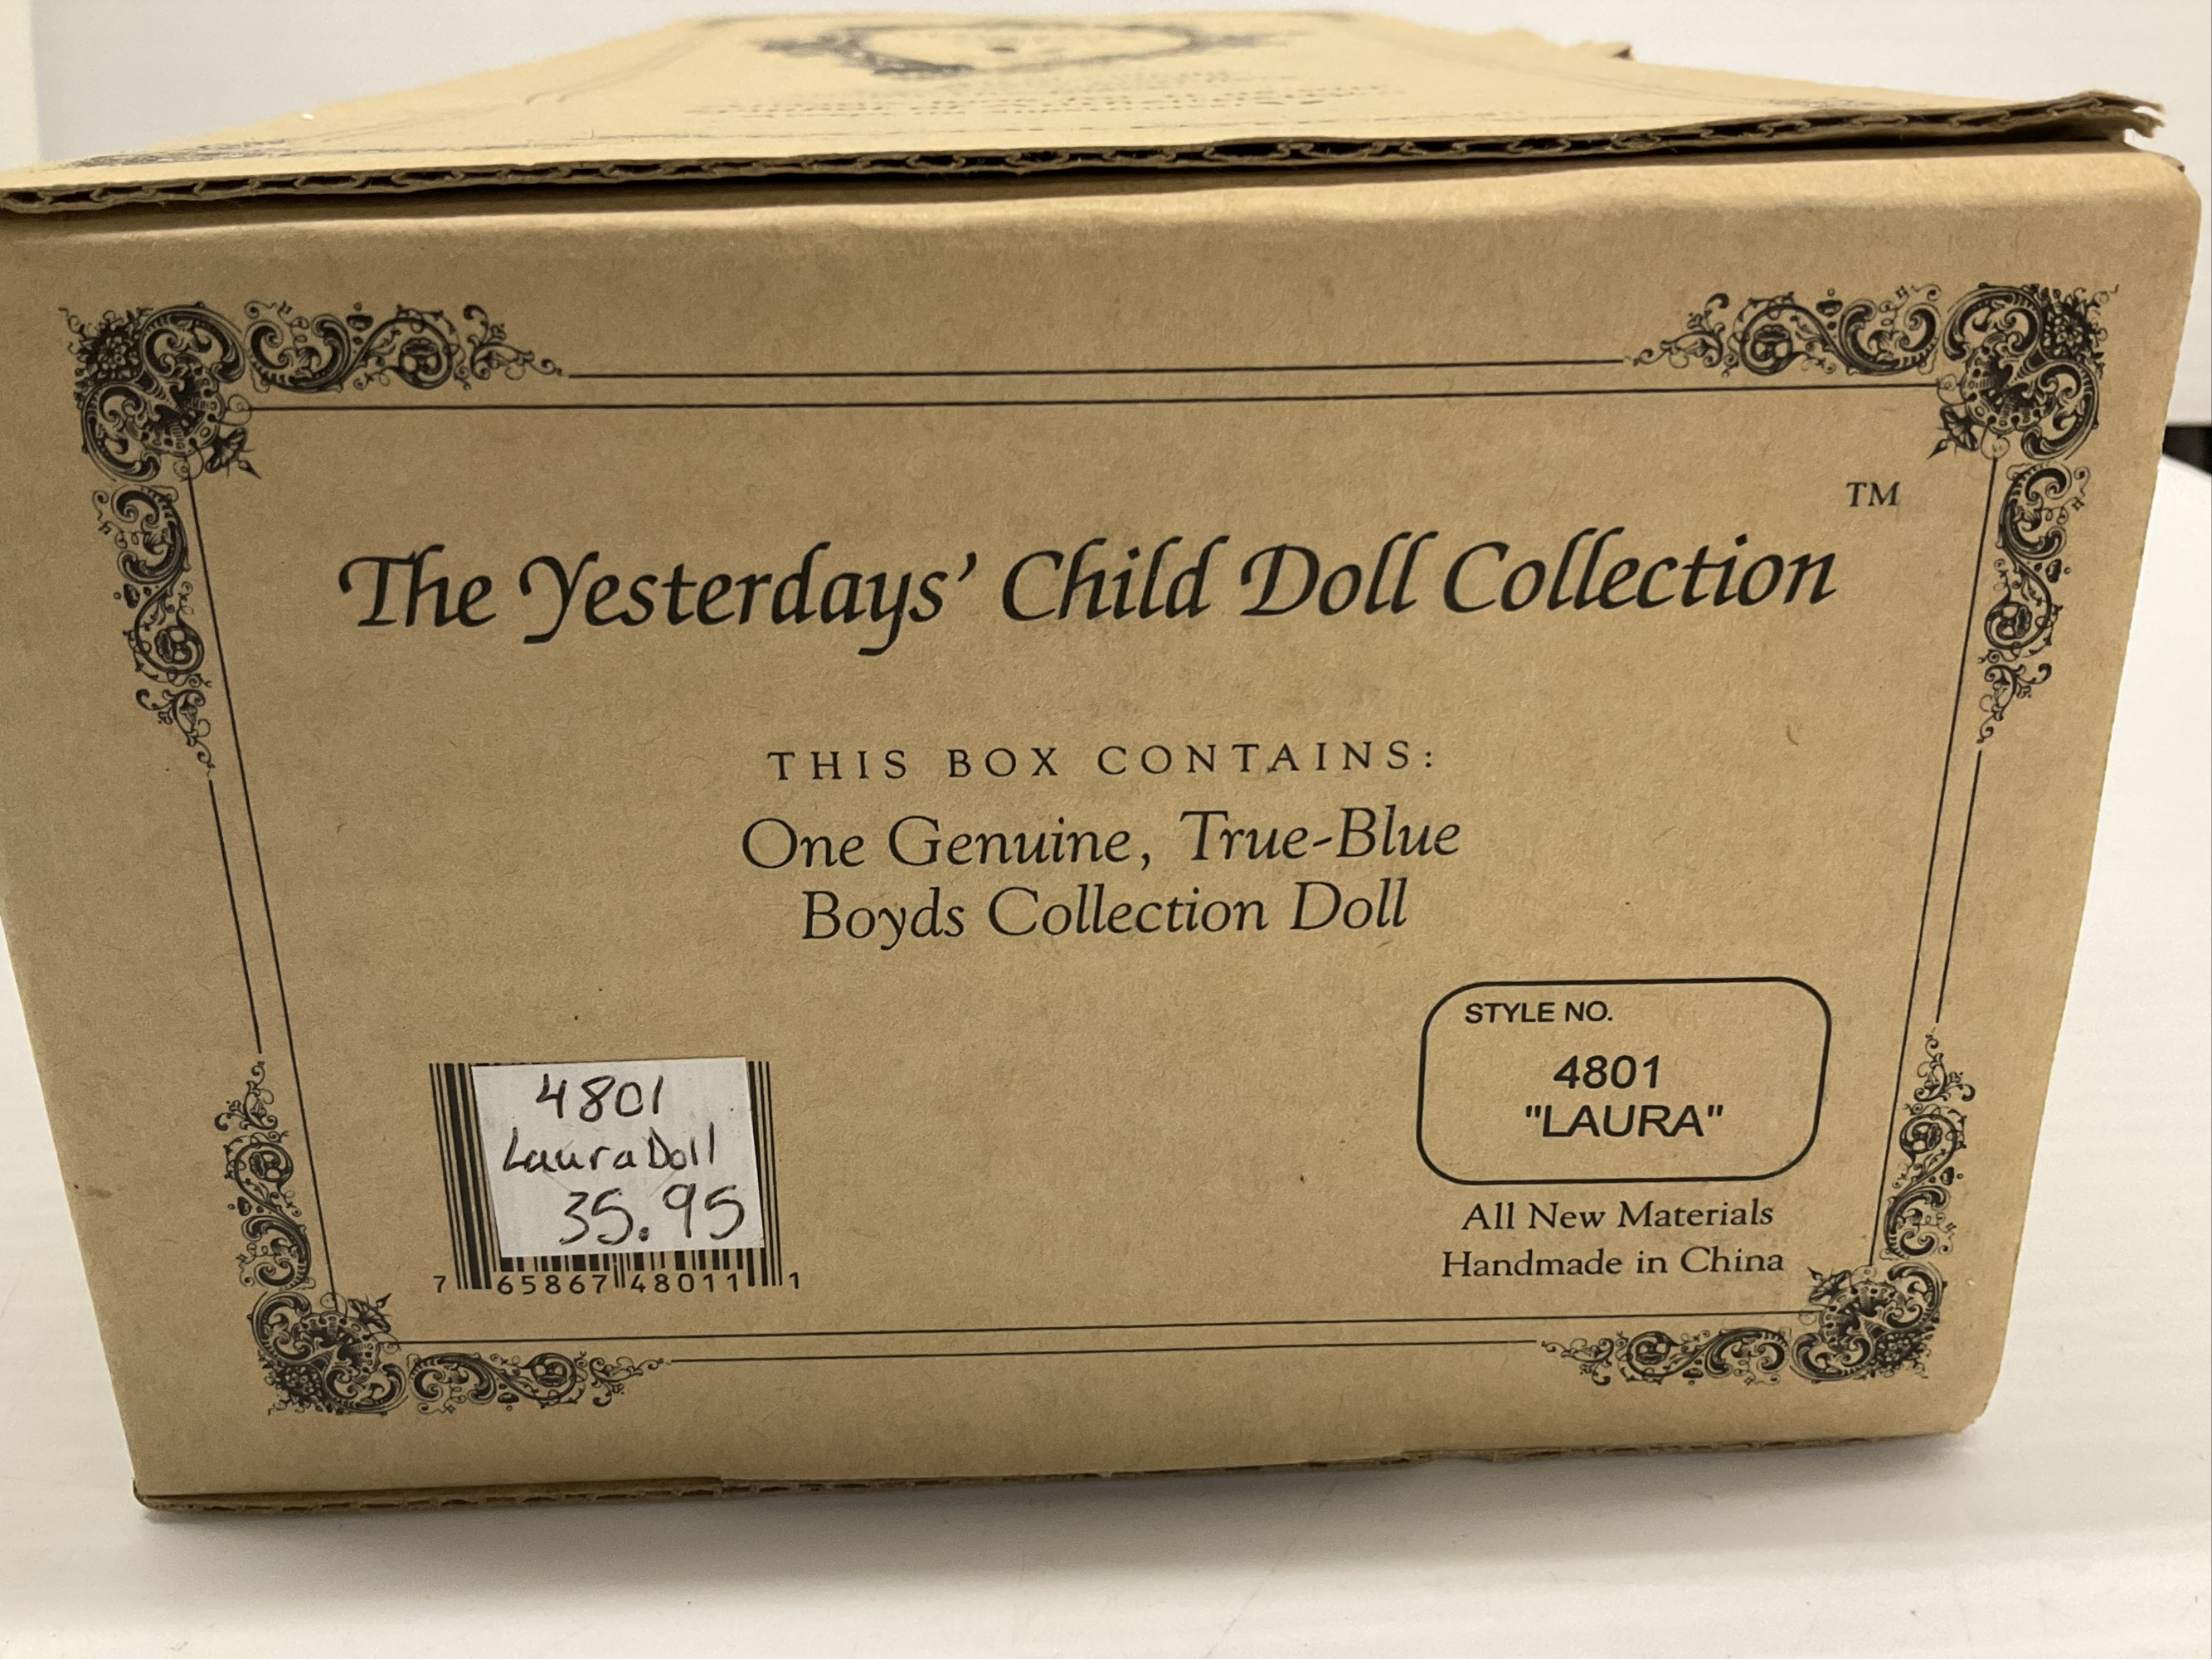 The Yesterdays' Child Doll Collection ™
THIS BOX CONTAINS:
One Genuine, True-Blue
Boyds Collection Doll
STYLE NO.
4801
"LAURA"
All New Materials
Handmade in China
4801
Laura Doll
35.95
7 65867 48011 1